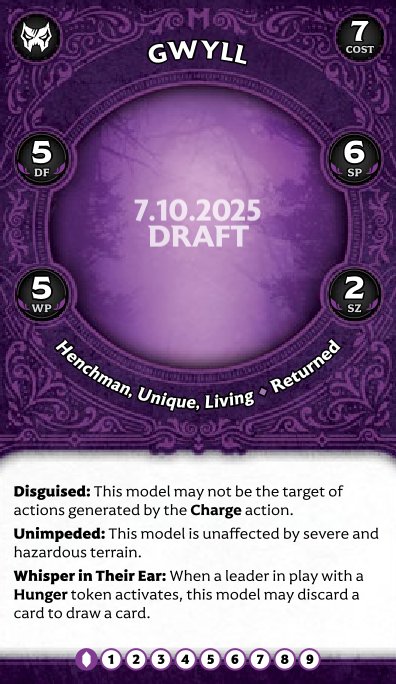 GWYLL
7
COST
5
DF
6
SP
7.10.2025
DRAFT
5
WP
2
SZ
Henchman, Unique, Living ♦ Returned
Disguised: This model may not be the target of
actions generated by the Charge action.
Unimpeded: This model is unaffected by severe and
hazardous terrain.
Whisper in Their Ear: When a leader in play with a
Hunger token activates, this model may discard a
card to draw a card.
1 2 3 4 5 6 7 8 9